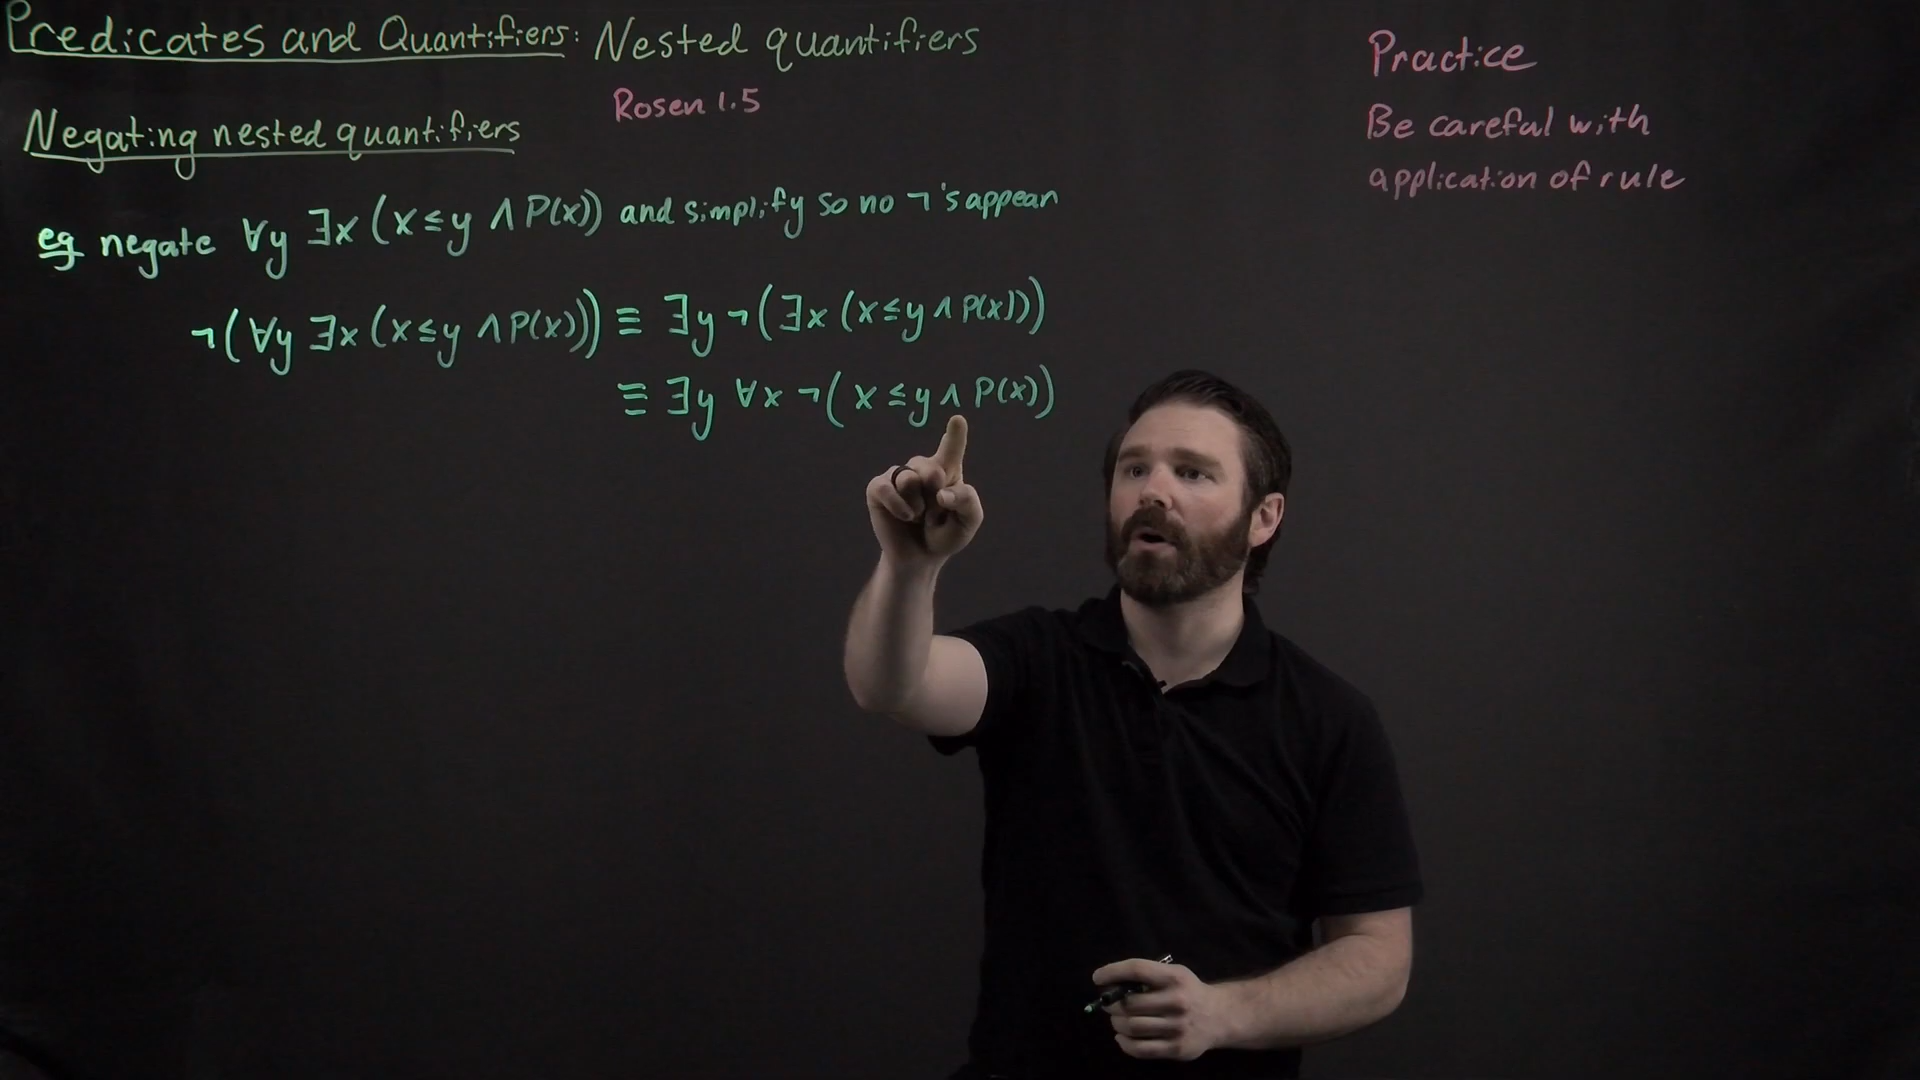 Predicates and Quantifiers: Nested quantifiers
Rosen 1.5
Negating nested quantifiers
eg negate ∀y ∃x (x ≤ y ∧ P(x)) and simplify so no ¬'s appear
¬(∀y ∃x (x ≤ y ∧ P(x))) ≡ ∃y ¬(∃x (x ≤ y ∧ P(x)))
≡ ∃y ∀x ¬(x ≤ y ∧ P(x))
Practice
Be careful with
application of rule